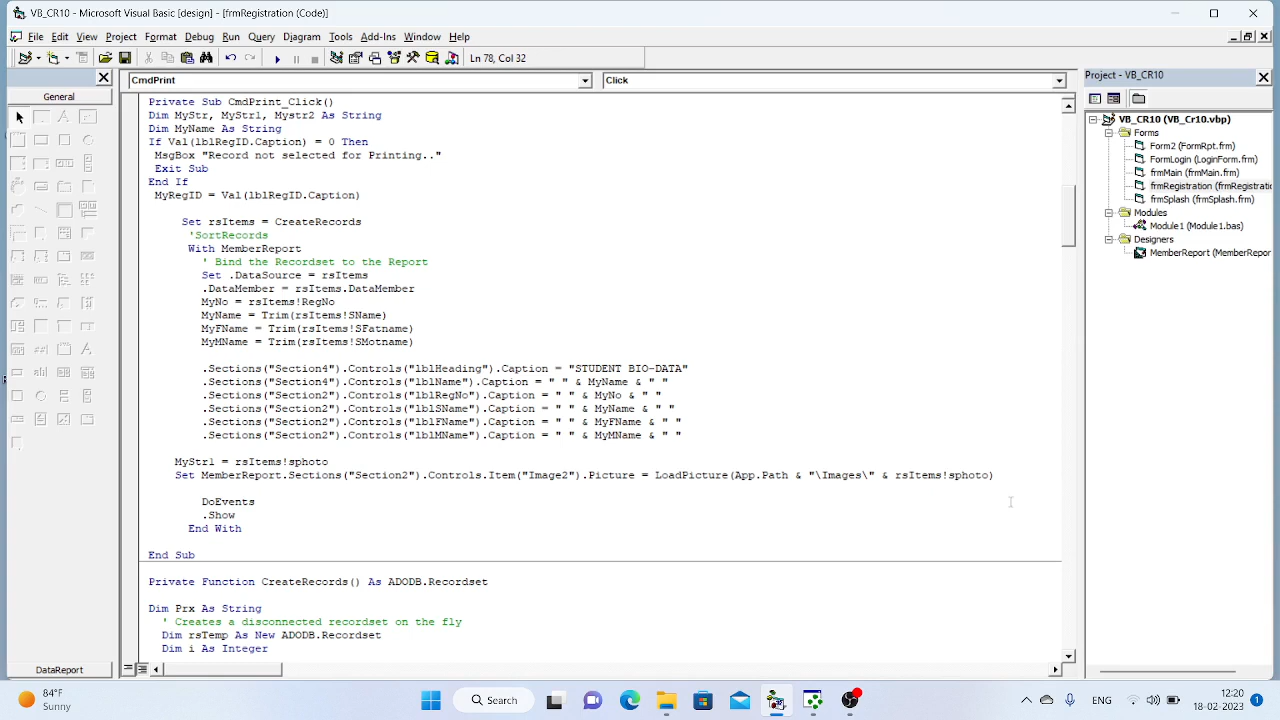 VB_CR10 - Microsoft Visual Basic [design] - [frmRegistration (Code)]
File Edit View Project Format Debug Run Query Diagram Tools Add-Ins Window Help
Ln 78, Col 32
General
CmdPrint
Click
Private Sub CmdPrint_Click()
Dim MyStr, MyStr1, Mystr2 As String
Dim MyName As String
If Val(lblRegID.Caption) = 0 Then
MsgBox "Record not selected for Printing.."
Exit Sub
End If
MyRegID = Val(lblRegID.Caption)
Set rsItems = CreateRecords
'SortRecords
With MemberReport
' Bind the Recordset to the Report
Set .DataSource = rsItems
.DataMember = rsItems.DataMember
MyNo = rsItems!RegNo
MyName = Trim(rsItems!SName)
MyFName = Trim(rsItems!SFatname)
MyMName = Trim(rsItems!SMotname)
.Sections("Section4").Controls("lblHeading").Caption = "STUDENT BIO-DATA"
.Sections("Section4").Controls("lblName").Caption = " " & MyName & " "
.Sections("Section2").Controls("lblRegNo").Caption = " " & MyNo & " "
.Sections("Section2").Controls("lblSName").Caption = " " & MyName & " "
.Sections("Section2").Controls("lblFName").Caption = " " & MyFName & " "
.Sections("Section2").Controls("lblMName").Caption = " " & MyMName & " "
MyStr1 = rsItems!sphoto
Set MemberReport.Sections("Section2").Controls.Item("Image2").Picture = LoadPicture(App.Path & "\Images\" & rsItems!sphoto)
DoEvents
.Show
End With
End Sub
Private Function CreateRecords() As ADODB.Recordset
Dim Prx As String
' Creates a disconnected recordset on the fly
Dim rsTemp As New ADODB.Recordset
Dim i As Integer
DataReport
Project - VB_CR10
VB_CR10 (VB_Cr10.vbp)
Forms
Form2 (FormRpt.frm)
FormLogin (LoginForm.frm)
frmMain (frmMain.frm)
frmRegistration (frmRegistratio
frmSplash (frmSplash.frm)
Modules
Module1 (Module1.bas)
Designers
MemberReport (MemberRepor
84°F
Sunny
Search
ENG
12:20
18-02-2023
1